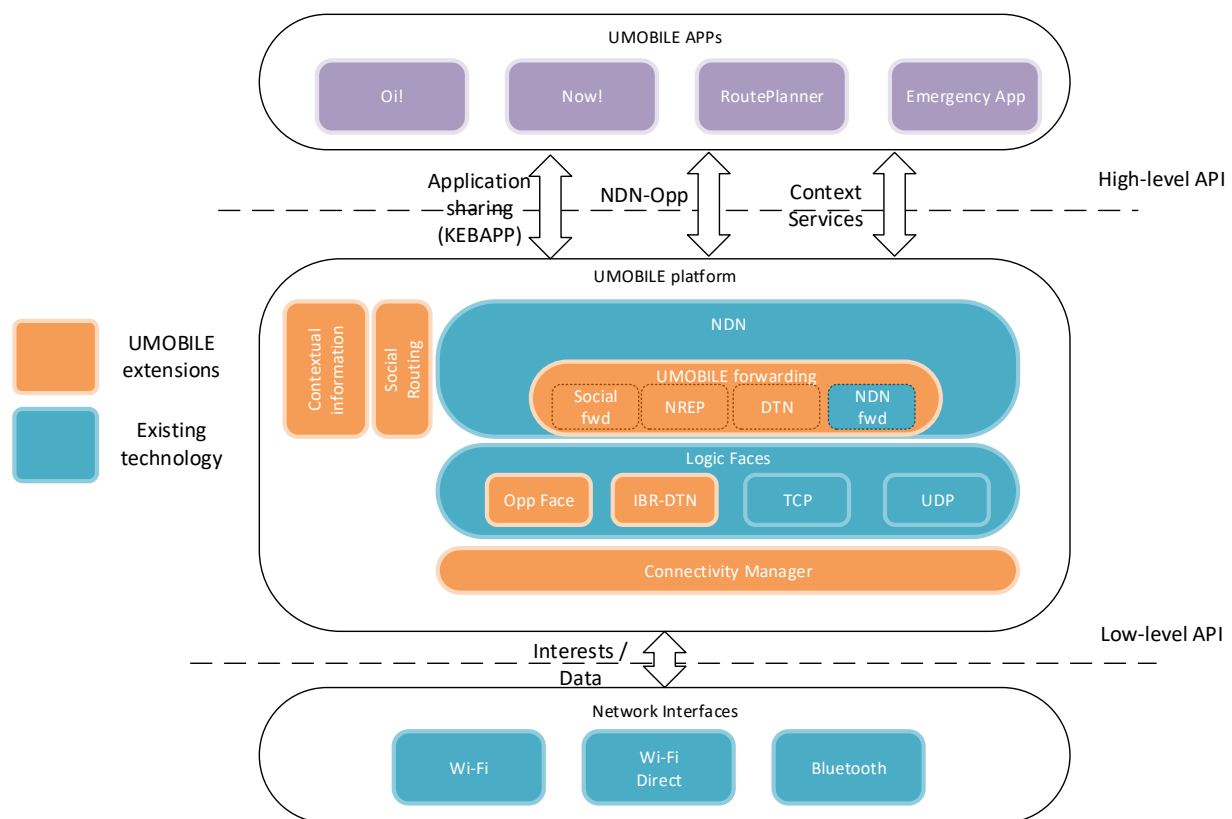 UMOBILE APPs
Oi!
Now!
RoutePlanner
Emergency App
Application
sharing
(KEBAPP)
NDN-Opp
Context
Services
High-level API
UMOBILE platform
UMOBILE
extensions
Existing
technology
Contextual
information
Social
Routing
NDN
UMOBILE forwarding
Social
fwd
NREP
DTN
NDN
fwd
Logic Faces
Opp Face
IBR-DTN
TCP
UDP
Connectivity Manager
Low-level API
Interests /
Data
Network Interfaces
Wi-Fi
Wi-Fi
Direct
Bluetooth